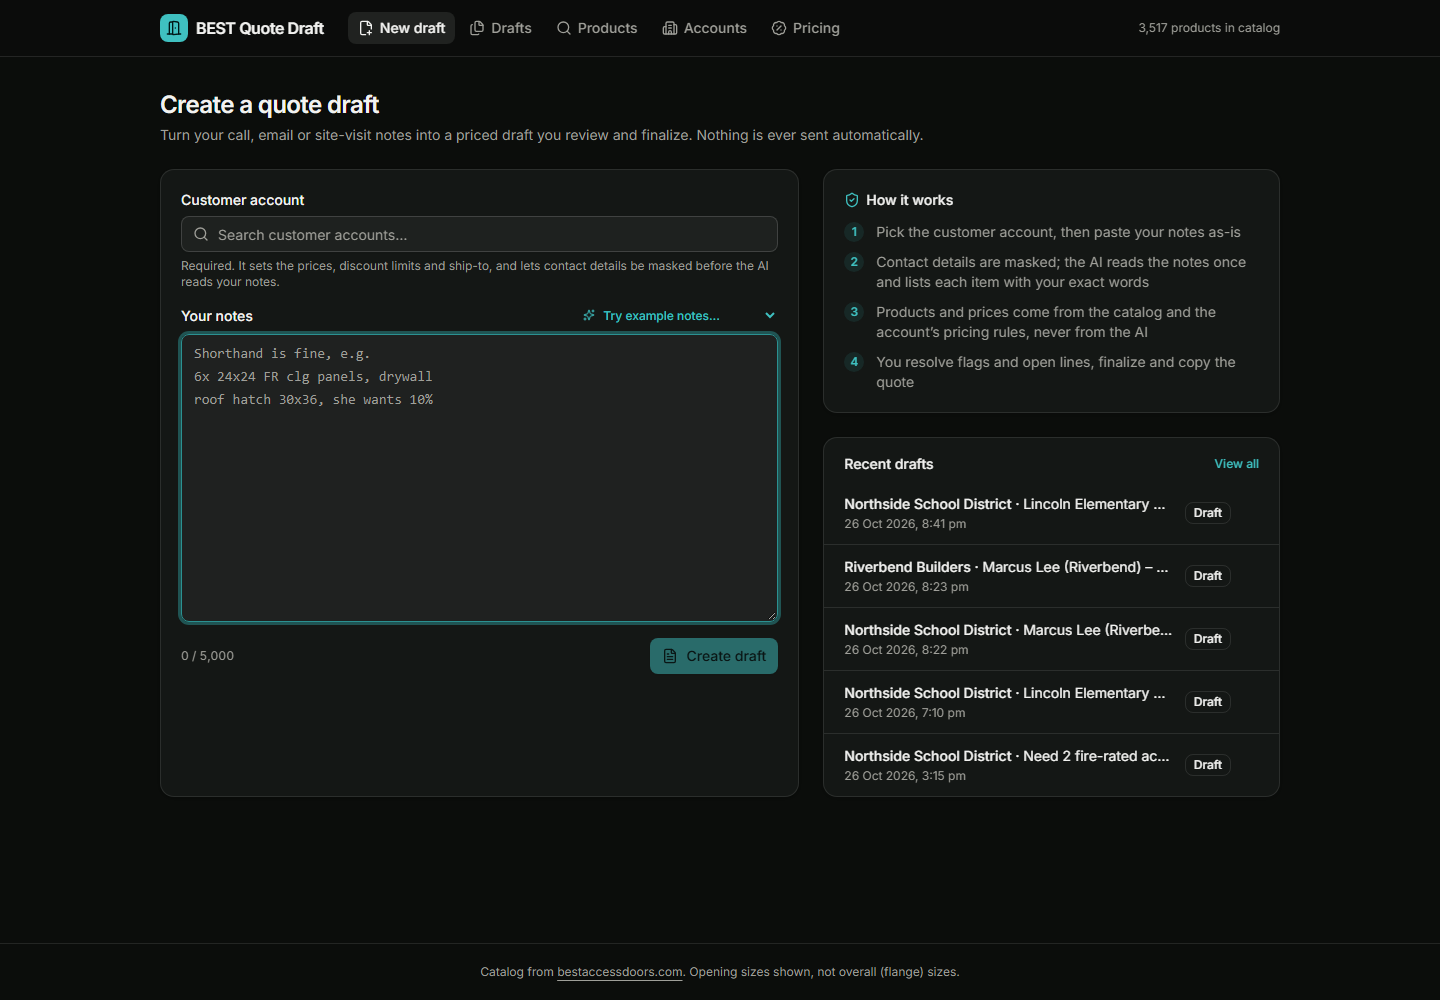 BEST Quote Draft
New draft
Drafts
Products
Accounts
Pricing
3,517 products in catalog
Create a quote draft
Turn your call, email or site-visit notes into a priced draft you review and finalize. Nothing is ever sent automatically.
Customer account
Search customer accounts...
Required. It sets the prices, discount limits and ship-to, and lets contact details be masked before the AI
reads your notes.
Your notes
Try example notes...
Shorthand is fine, e.g.
6x 24x24 FR clg panels, drywall
roof hatch 30x36, she wants 10%
0 / 5,000
Create draft
How it works
1 Pick the customer account, then paste your notes as-is
2 Contact details are masked; the AI reads the notes once
and lists each item with your exact words
3 Products and prices come from the catalog and the
account’s pricing rules, never from the AI
4 You resolve flags and open lines, finalize and copy the
quote
Recent drafts
View all
Northside School District · Lincoln Elementary ...
26 Oct 2026, 8:41 pm
Draft
Riverbend Builders · Marcus Lee (Riverbend) – ...
26 Oct 2026, 8:23 pm
Draft
Northside School District · Marcus Lee (Riverbe...
26 Oct 2026, 8:22 pm
Draft
Northside School District · Lincoln Elementary ...
26 Oct 2026, 7:10 pm
Draft
Northside School District · Need 2 fire-rated ac...
26 Oct 2026, 3:15 pm
Draft
Catalog from bestaccessdoors.com. Opening sizes shown, not overall (flange) sizes.